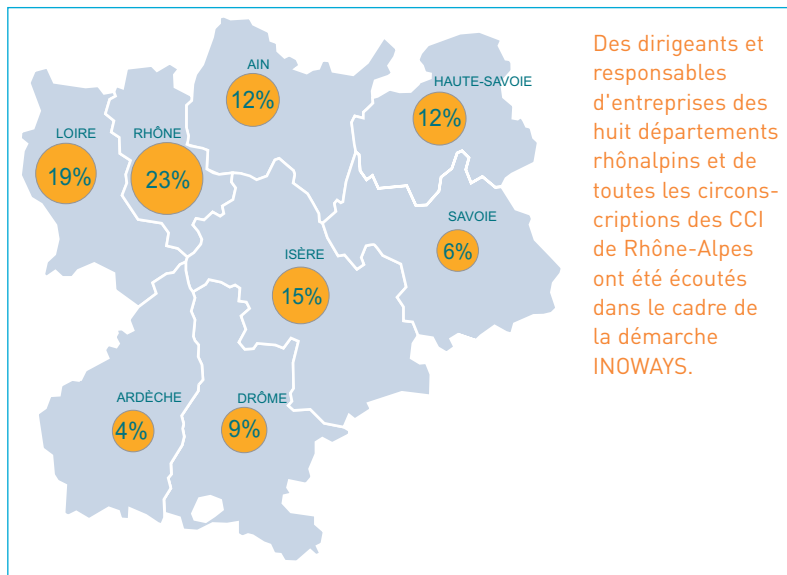 AIN
12%
HAUTE-SAVOIE
12%
LOIRE
19%
RHÔNE
23%
SAVOIE
6%
ISÈRE
15%
ARDÈCHE
4%
DRÔME
9%
Des dirigeants et
responsables
d'entreprises des
huit départements
rhônalpins et de
toutes les circons-
criptions des CCI
de Rhône-Alpes
ont été écoutés
dans le cadre de
la démarche
INOWAYS.